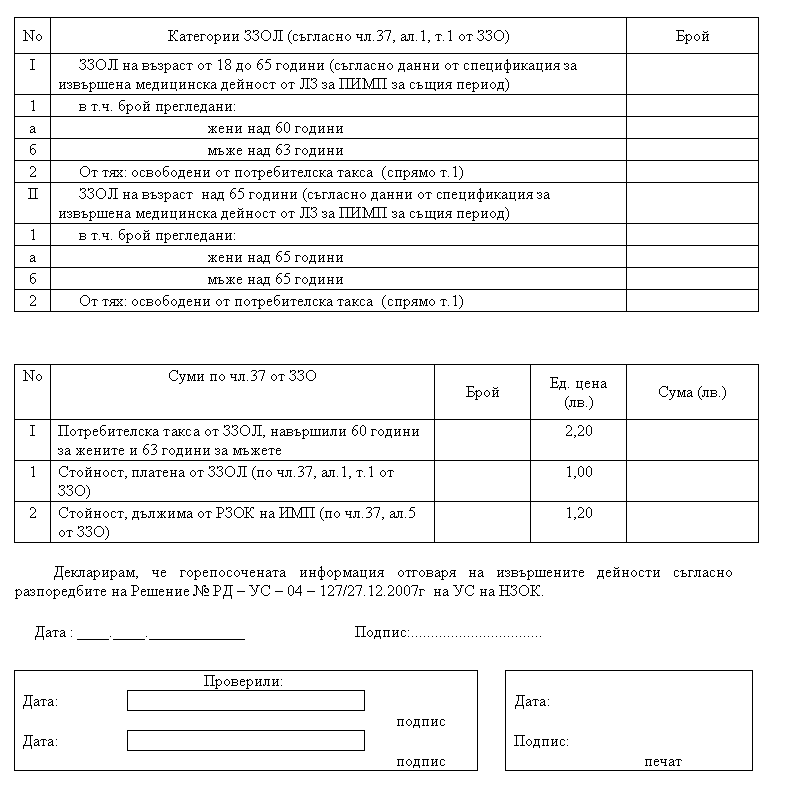 No Категории ЗЗОЛ (съгласно чл.37, ал.1, т.1 от ЗЗО) Брой
I ЗЗОЛ на възраст от 18 до 65 години (съгласно данни от спецификация за
извършена медицинска дейност от ЛЗ за ПИМП за същия период)
1 в т.ч. брой прегледани:
а жени над 60 години
б мъже над 63 години
2 От тях: освободени от потребителска такса (спрямо т.1)
II ЗЗОЛ на възраст над 65 години (съгласно данни от спецификация за
извършена медицинска дейност от ЛЗ за ПИМП за същия период)
1 в т.ч. брой прегледани:
а жени над 65 години
б мъже над 65 години
2 От тях: освободени от потребителска такса (спрямо т.1)
No Суми по чл.37 от ЗЗО Брой Ед. цена (лв.) Сума (лв.)
I Потребителска такса от ЗЗОЛ, навършили 60 години 2,20
за жените и 63 години за мъжете
1 Стойност, платена от ЗЗОЛ (по чл.37, ал.1, т.1 от 1,00
ЗЗО)
2 Стойност, дължима от РЗОК на ИМП (по чл.37, ал.5 1,20
от ЗЗО)
Декларирам, че горепосочената информация отговаря на извършените дейности съгласно
разпоредбите на Решение № РД – УС – 04 – 127/27.12.2007г на УС на НЗОК.
Дата : ____.____.____________ Подпис:.................................
Проверили:
Дата:
подпис
Дата:
подпис
Дата:
Подпис:
печат